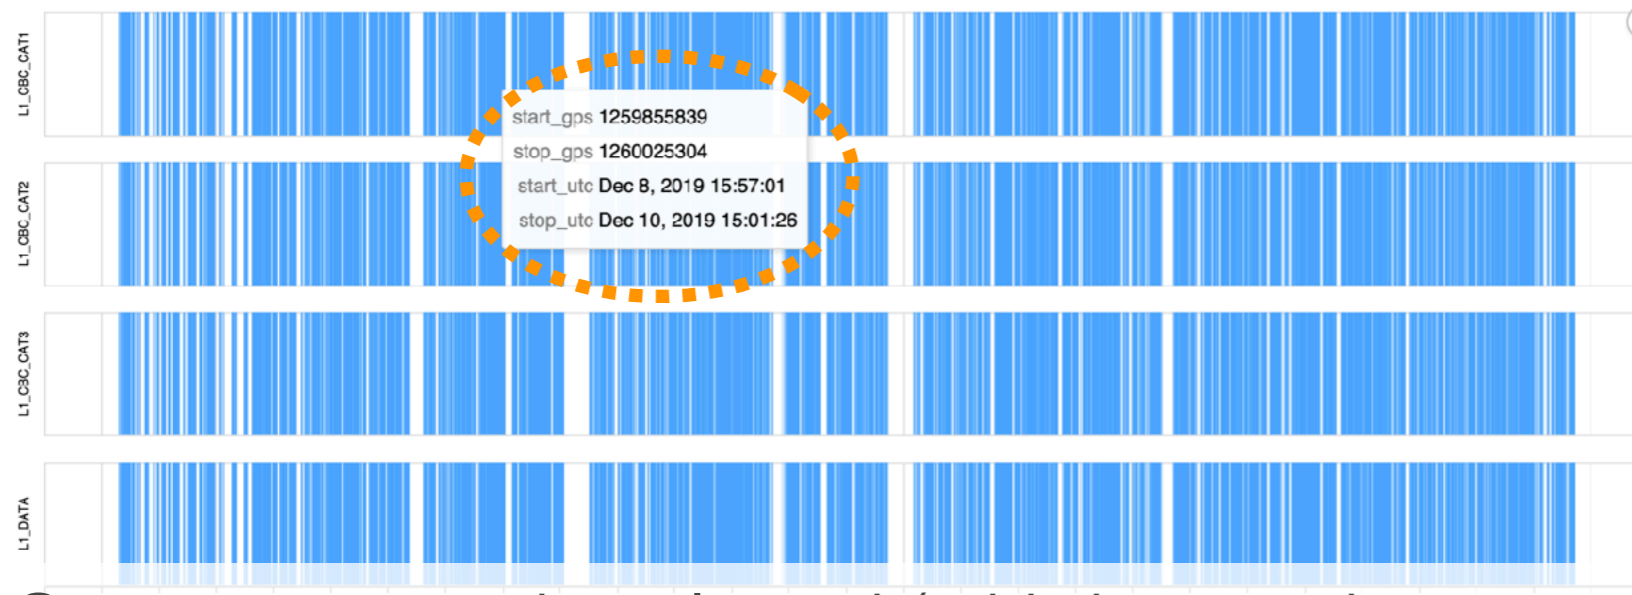 L1_CBC_CAT1
start_gps 1259855839
stop_gps 1260025304
start_utc Dec 8, 2019 15:57:01
stop_utc Dec 10, 2019 15:01:26
L1_CBC_CAT2
L1_CBC_CAT3
L1_DATA